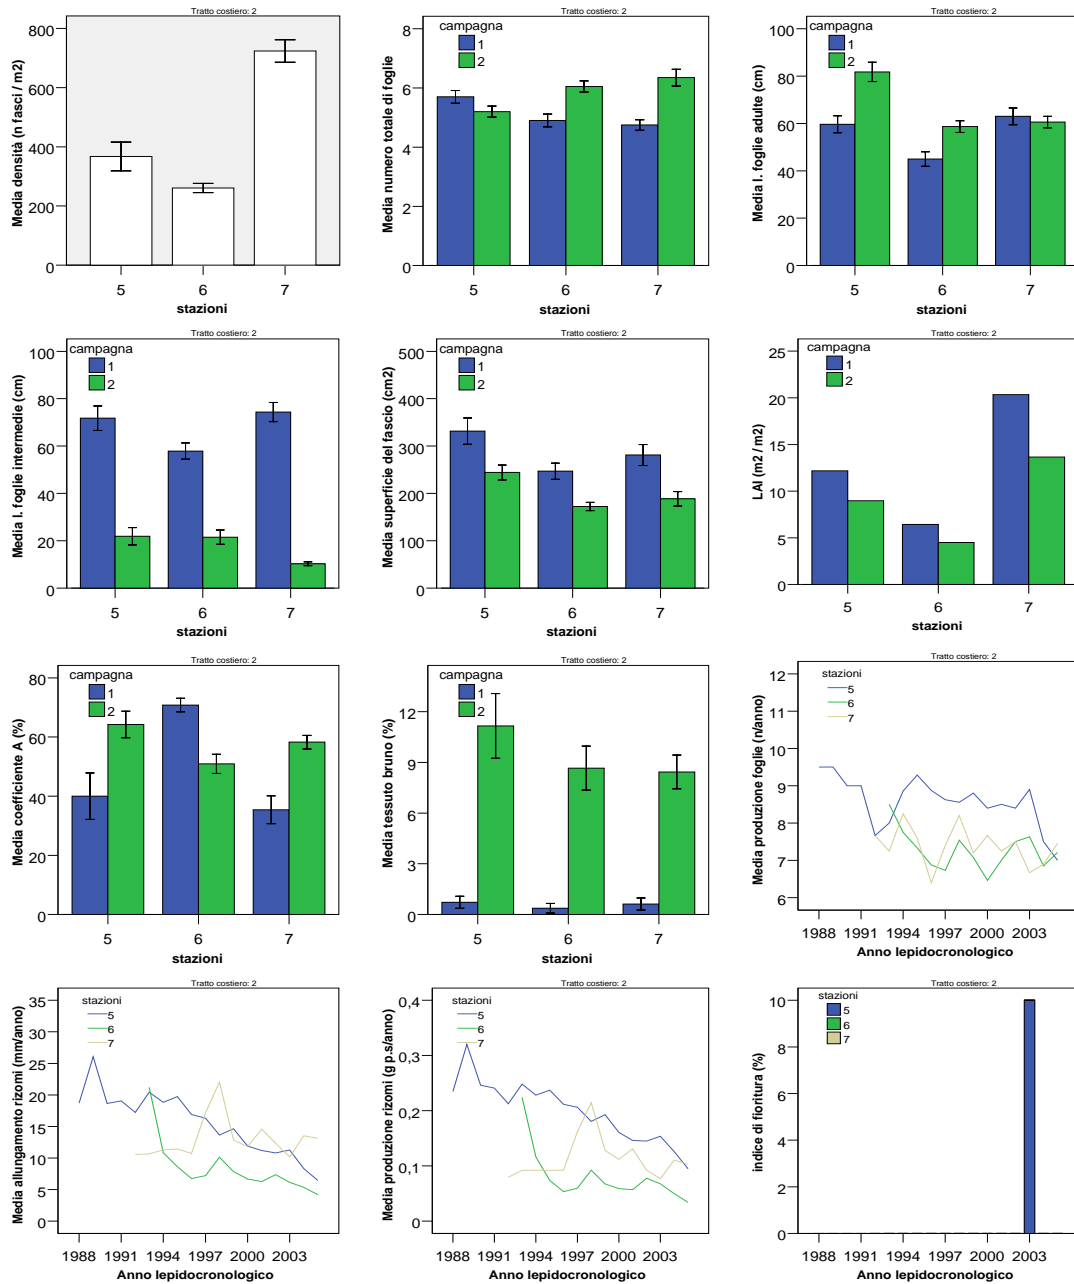 Tratto costiero: 2
Media densità (n fasci / m2)
800
600
400
200
0
5 6 7
stazioni
Tratto costiero: 2
campagna
1
2
Media numero totale di foglie
8
6
4
2
0
5 6 7
stazioni
Tratto costiero: 2
campagna
1
2
Media l. foglie adulte (cm)
100
80
60
40
20
0
5 6 7
stazioni
Tratto costiero: 2
campagna
1
2
Media l. foglie intermedie (cm)
100
80
60
40
20
0
5 6 7
stazioni
Tratto costiero: 2
campagna
1
2
Media superficie del fascio (cm2)
500
400
300
200
100
0
5 6 7
stazioni
Tratto costiero: 2
campagna
1
2
LAI (m2 / m2)
25
20
15
10
5
0
5 6 7
stazioni
Tratto costiero: 2
campagna
1
2
Media coefficiente A (%)
80
60
40
20
0
5 6 7
stazioni
Tratto costiero: 2
campagna
1
2
Media tessuto bruno (%)
12
9
6
3
0
5 6 7
stazioni
Tratto costiero: 2
stazioni
5
6
7
Media produzione foglie (n/anno)
12
11
10
9
8
7
6
1988 1991 1994 1997 2000 2003
Anno lepidocronologico
Tratto costiero: 2
stazioni
5
6
7
Media allungamento rizomi (mm/anno)
35
30
25
20
15
10
5
0
1988 1991 1994 1997 2000 2003
Anno lepidocronologico
Tratto costiero: 2
stazioni
5
6
7
Media produzione rizomi (g p.s/anno)
0,4
0,3
0,2
0,1
0
1988 1991 1994 1997 2000 2003
Anno lepidocronologico
Tratto costiero: 2
stazioni
5
6
7
indice di fioritura (%)
10
8
6
4
2
0
1988 1991 1994 1997 2000 2003
Anno lepidocronologico